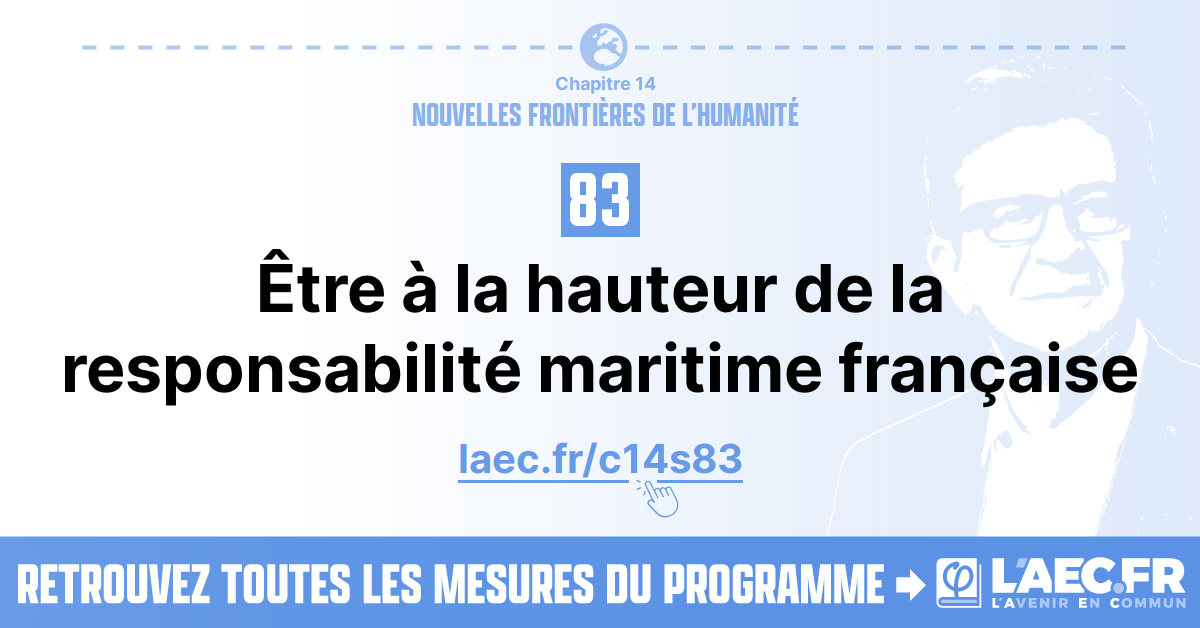 Chapitre 14
NOUVELLES FRONTIÈRES DE L'HUMANITÉ
83
Être à la hauteur de la
responsabilité maritime française
laec.fr/c14s83
RETROUVEZ TOUTES LES MESURES DU PROGRAMME
L'AEC.FR
L'AVENIR EN COMMUN